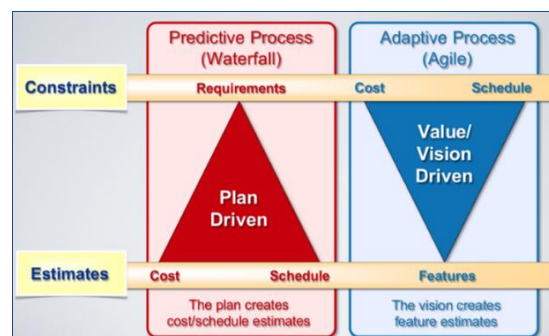 Predictive Process
(Waterfall)
Adaptive Process
(Agile)
Constraints
Requirements
Cost
Schedule
Plan
Driven
Value/
Vision
Driven
Estimates
Cost
Schedule
Features
The plan creates
cost/schedule estimates
The vision creates
feature estimates